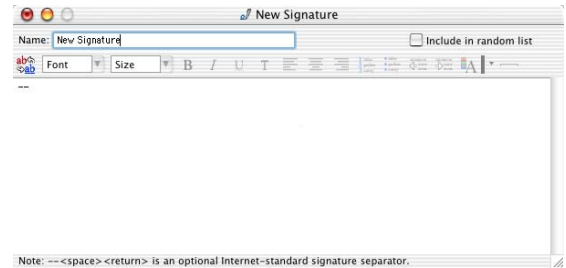 New Signature
Name: New Signature Include in random list
Font Size B I U T A
--
Note: --<space><return> is an optional Internet-standard signature separator.